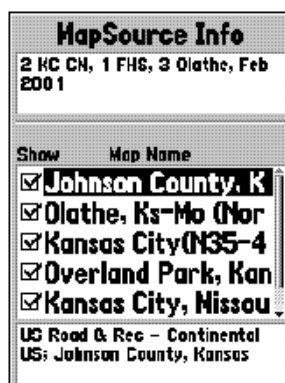 MapSource Info
2 KC CN, 1 FHS, 3 Olathe, Feb
2001
Show Map Name
Johnson County, K
Olathe, Ks-Mo (Nor
Kansas City(N35-4
Overland Park, Kan
Kansas City, Missou
US Road & Rec - Continental
US; Johnson County, Kansas